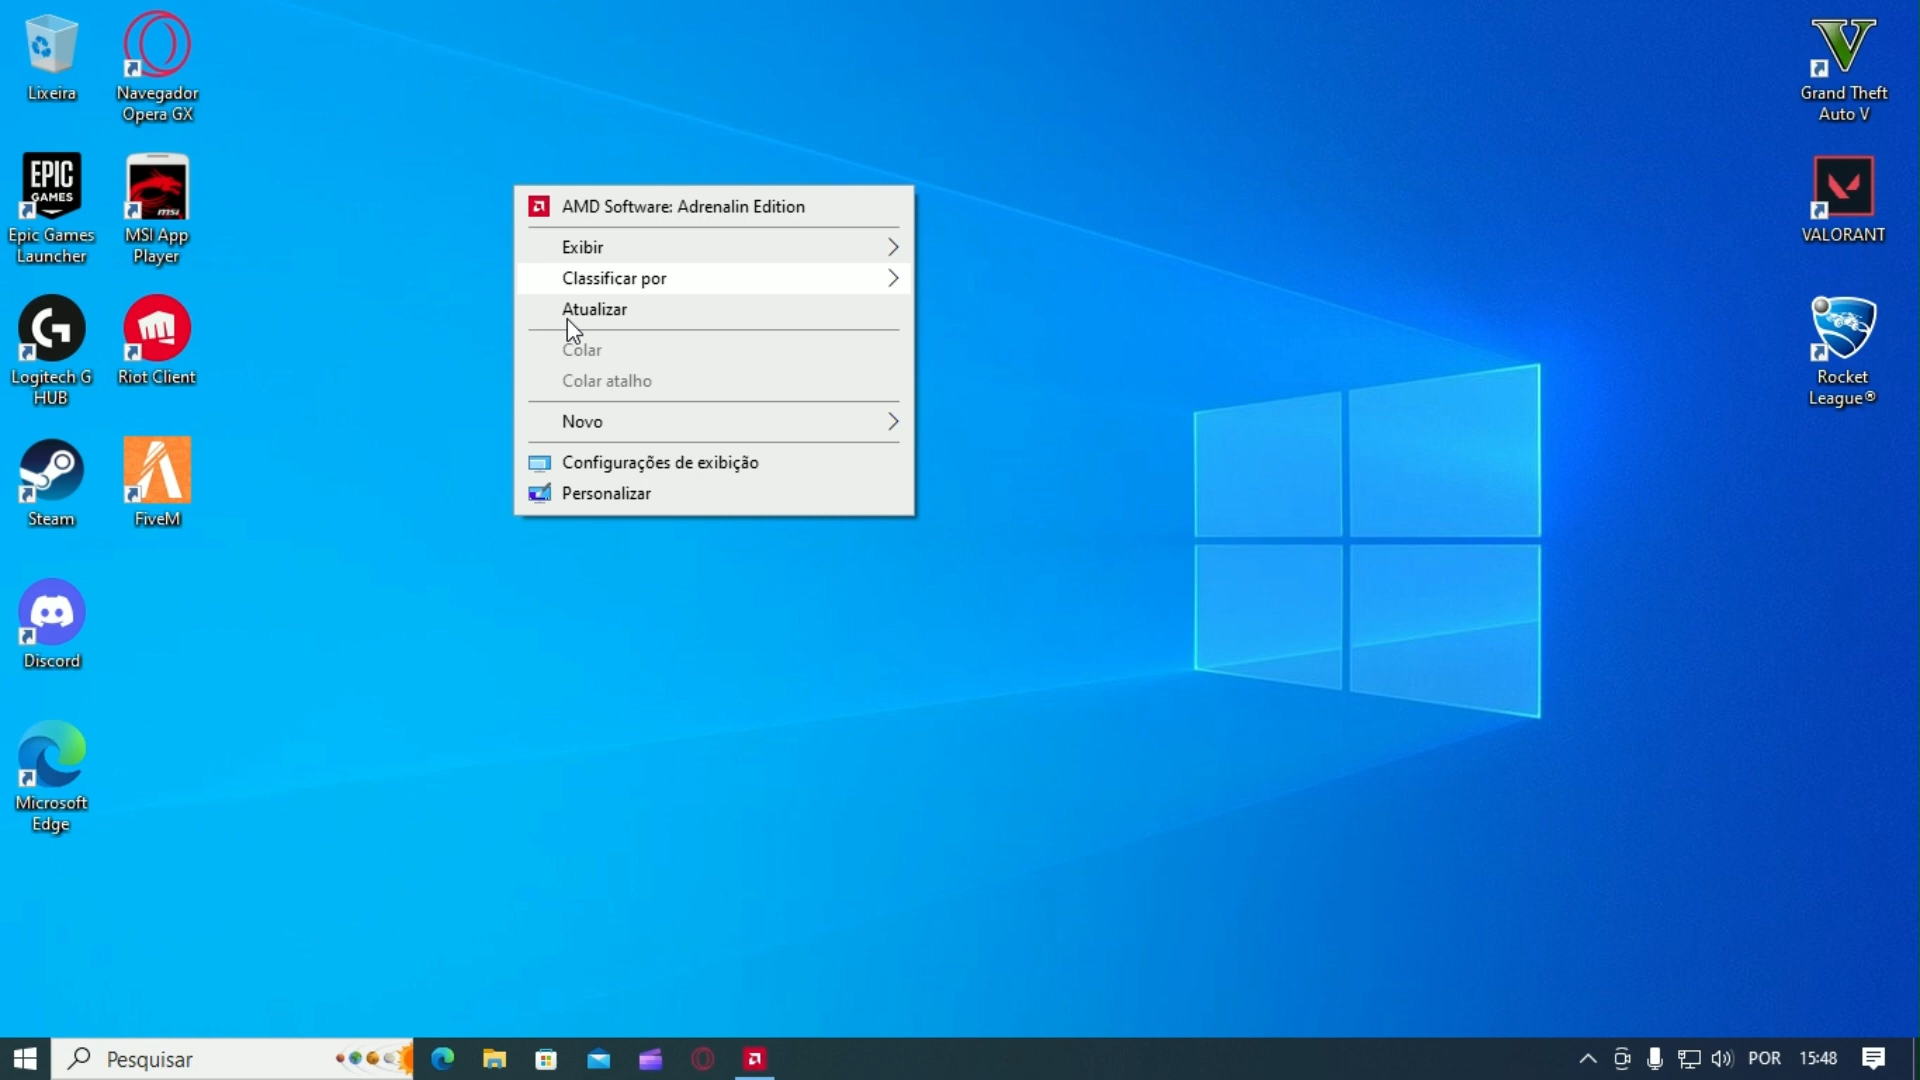 Lixeira
Navegador
Opera GX
EPIC
GAMES
Epic Games
Launcher
msi
MSI App
Player
Logitech G
HUB
Riot Client
Steam
FiveM
Discord
Microsoft
Edge
AMD Software: Adrenalin Edition
Exibir
Classificar por
Atualizar
Colar
Colar atalho
Novo
Configurações de exibição
Personalizar
Grand Theft
Auto V
VALORANT
Rocket
League®
Pesquisar
POR
15:48